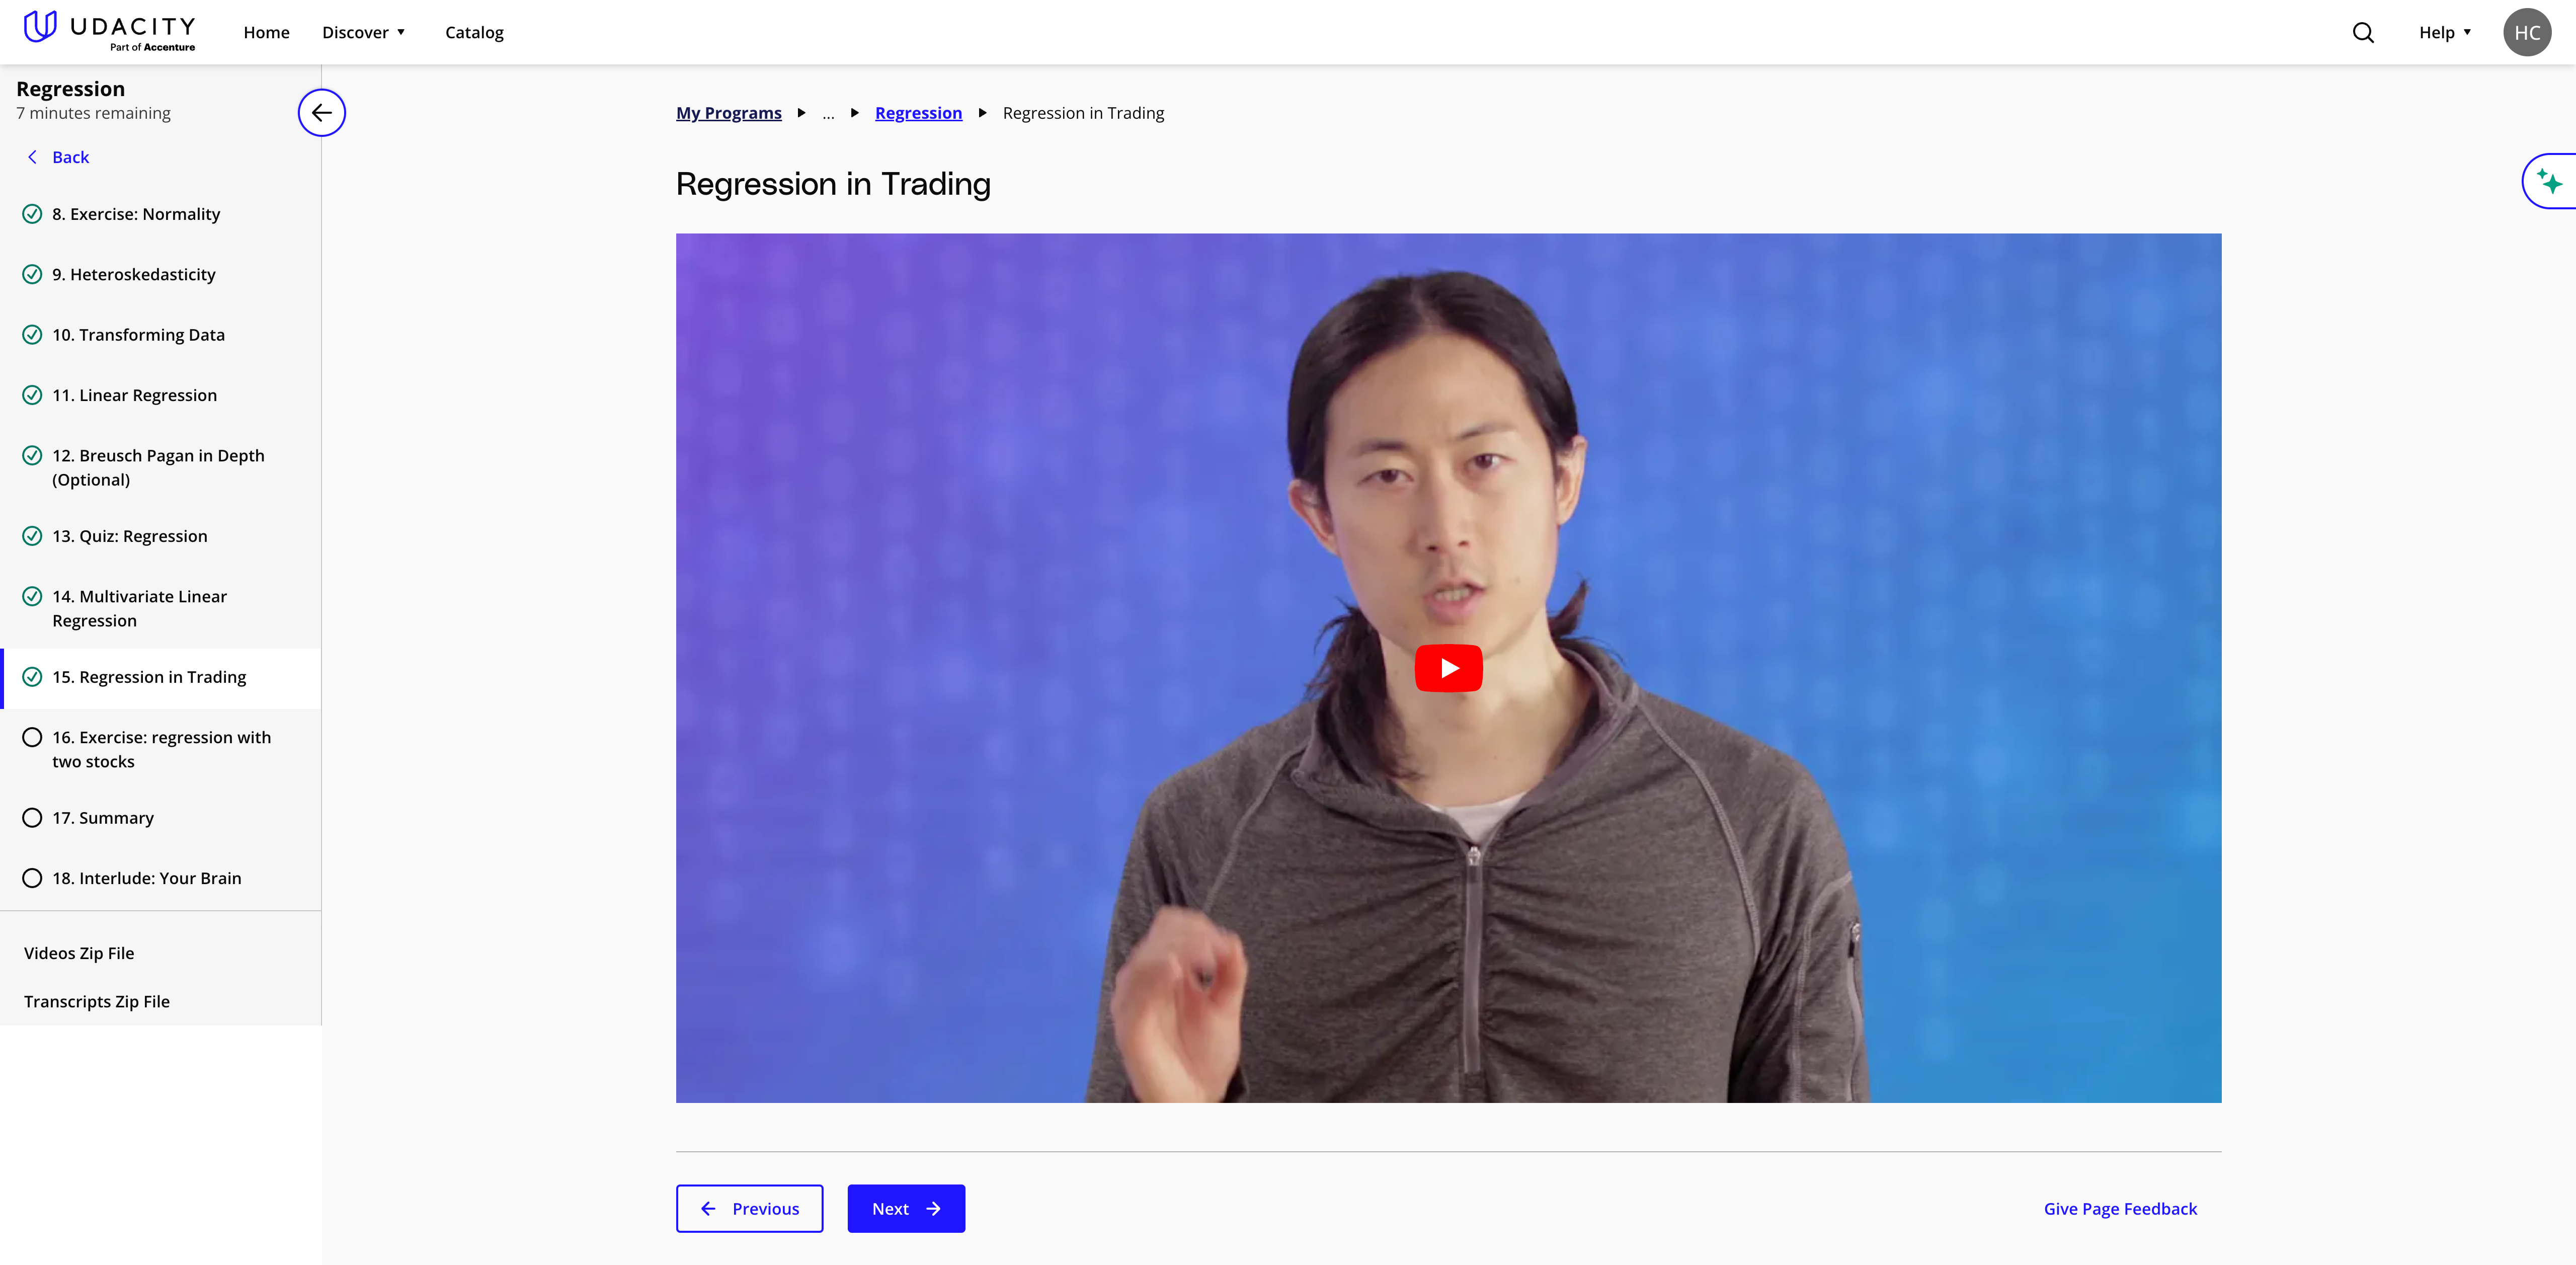 UDACITY
Part of Accenture
Home
Discover
Catalog
Help
HC
Regression
7 minutes remaining
Back
8. Exercise: Normality
9. Heteroskedasticity
10. Transforming Data
11. Linear Regression
12. Breusch Pagan in Depth
(Optional)
13. Quiz: Regression
14. Multivariate Linear
Regression
15. Regression in Trading
16. Exercise: regression with
two stocks
17. Summary
18. Interlude: Your Brain
Videos Zip File
Transcripts Zip File
My Programs ... Regression Regression in Trading
Regression in Trading
Previous
Next
Give Page Feedback